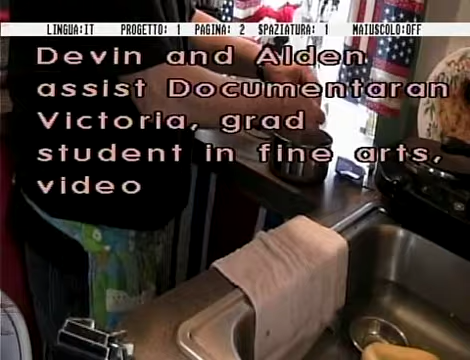 LINGUA:IT PROGETTO: 1 PAGINA: 2 SPAZIATURA: 1 MAIUSCOLO:OFF
Devin and Alden
assist Documentaran
Victoria, grad
student in fine arts,
video